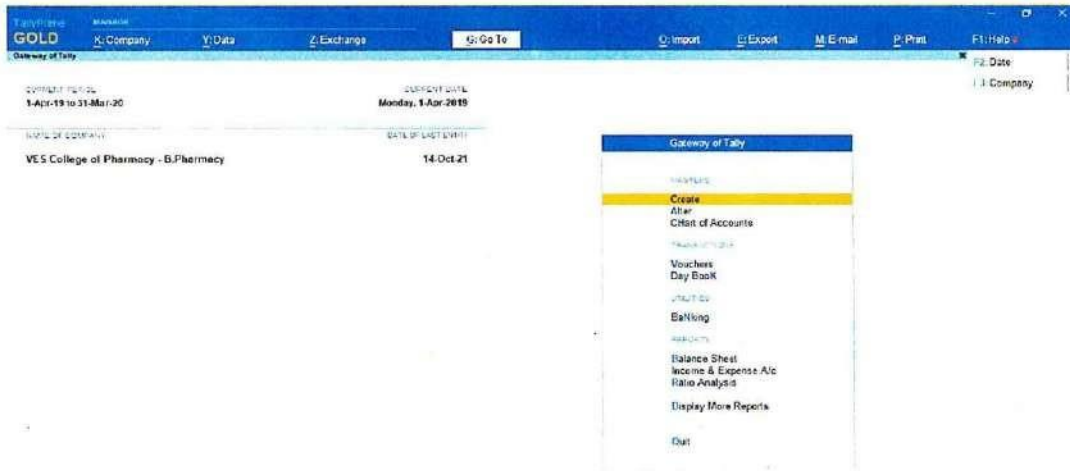 TallyPrime
MANAGE
GOLD
K: Company
Y: Data
Z: Exchange
G: Go To
O: Import
E: Export
M: E-mail
P: Print
F1: Help
Gateway of Tally
F2: Date
F3: Company
CURRENT PERIOD
CURRENT DATE
1-Apr-19 to 31-Mar-20
Monday, 1-Apr-2019
NAME OF COMPANY
DATE OF LAST ENTRY
VES College of Pharmacy - B.Pharmacy
14-Oct-21
Gateway of Tally
MASTERS
Create
Alter
CHart of Accounts
TRANSACTIONS
Vouchers
Day BooK
UTILITIES
BaNking
REPORTS
Balance Sheet
Income & Expense A/c
Ratio Analysis
Display More Reports
Quit